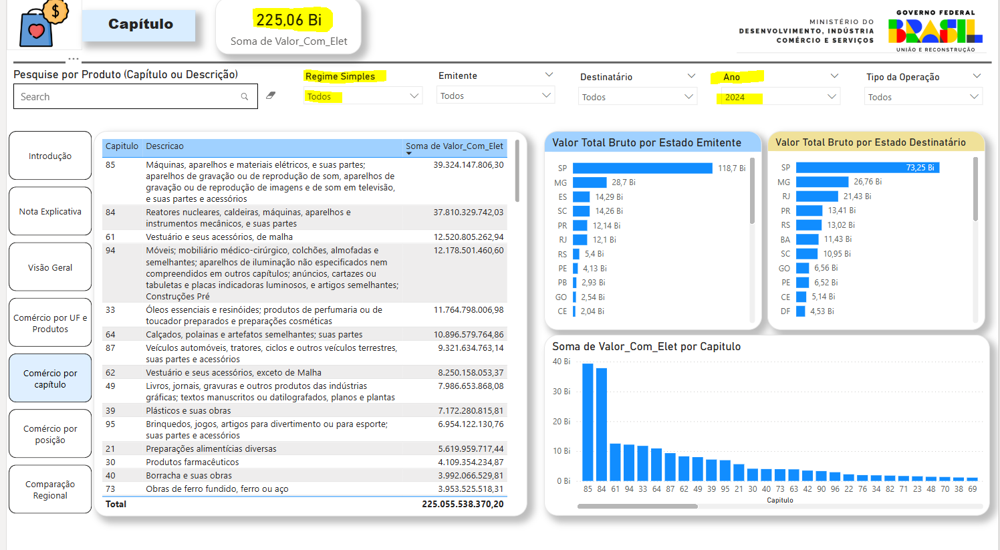 Capítulo
225,06 Bi
Soma de Valor_Com_Elet
MINISTÉRIO DO
DESENVOLVIMENTO, INDÚSTRIA
COMÉRCIO E SERVIÇOS
GOVERNO FEDERAL
BRASIL
UNIÃO E RECONSTRUÇÃO
Pesquise por Produto (Capítulo ou Descrição)
Search
Regime Simples
Todos
Emitente
Todos
Destinatário
Todos
Ano
2024
Tipo da Operação
Todos
Introdução
Nota Explicativa
Visão Geral
Comércio por UF e
Produtos
Comércio por
capítulo
Comércio por
posição
Comparação
Regional
Capitulo Descricao Soma de Valor_Com_Elet
85 Máquinas, aparelhos e materiais elétricos, e suas partes; 39.324.147.806,30
aparelhos de gravação ou de reprodução de som, aparelhos de
gravação ou de reprodução de imagens e de som em televisão,
e suas partes e acessórios
84 Reatores nucleares, caldeiras, máquinas, aparelhos e 37.810.329.742,03
instrumentos mecânicos, e suas partes
61 Vestuário e seus acessórios, de malha 12.520.805.262,94
94 Móveis; mobiliário médico-cirúrgico, colchões, almofadas e 12.178.501.460,60
semelhantes; aparelhos de iluminação não especificados nem
compreendidos em outros capítulos; anúncios, cartazes ou
tabuletas e placas indicadoras luminosos, e artigos semelhantes;
Construções Pré
33 Óleos essenciais e resinóides; produtos de perfumaria ou de 11.764.798.006,98
toucador preparados e preparações cosméticas
64 Calçados, polainas e artefatos semelhantes; suas partes 10.896.579.764,86
87 Veículos automóveis, tratores, ciclos e outros veículos terrestres, 9.321.634.763,14
suas partes e acessórios
62 Vestuário e seus acessórios, exceto de Malha 8.250.158.053,37
49 Livros, jornais, gravuras e outros produtos das indústrias 7.986.653.868,08
gráficas; textos manuscritos ou datilografados, planos e plantas
39 Plásticos e suas obras 7.172.280.815,81
95 Brinquedos, jogos, artigos para divertimento ou para esporte; 6.954.122.130,76
suas partes e acessórios
21 Preparações alimentícias diversas 5.619.959.717,44
30 Produtos farmacêuticos 4.109.354.234,87
40 Borracha e suas obras 3.992.066.529,81
73 Obras de ferro fundido, ferro ou aço 3.953.525.518,31
Total 225.055.538.370,20
Valor Total Bruto por Estado Emitente
SP 118,7 Bi
MG 28,7 Bi
ES 14,29 Bi
SC 14,26 Bi
PR 12,14 Bi
RJ 12,1 Bi
RS 5,4 Bi
PE 4,13 Bi
PB 2,93 Bi
GO 2,54 Bi
CE 2,04 Bi
Valor Total Bruto por Estado Destinatário
SP 73,25 Bi
MG 26,76 Bi
RJ 21,43 Bi
PR 13,41 Bi
RS 13,02 Bi
BA 11,43 Bi
SC 10,95 Bi
GO 6,56 Bi
PE 6,52 Bi
CE 5,14 Bi
DF 4,53 Bi
Soma de Valor_Com_Elet por Capitulo
40 Bi
30 Bi
20 Bi
10 Bi
0 Bi
85 84 61 94 33 64 87 62 49 39 95 21 30 40 73 63 42 90 96 22 76 34 82 71 23 48 70 38 69
Capitulo